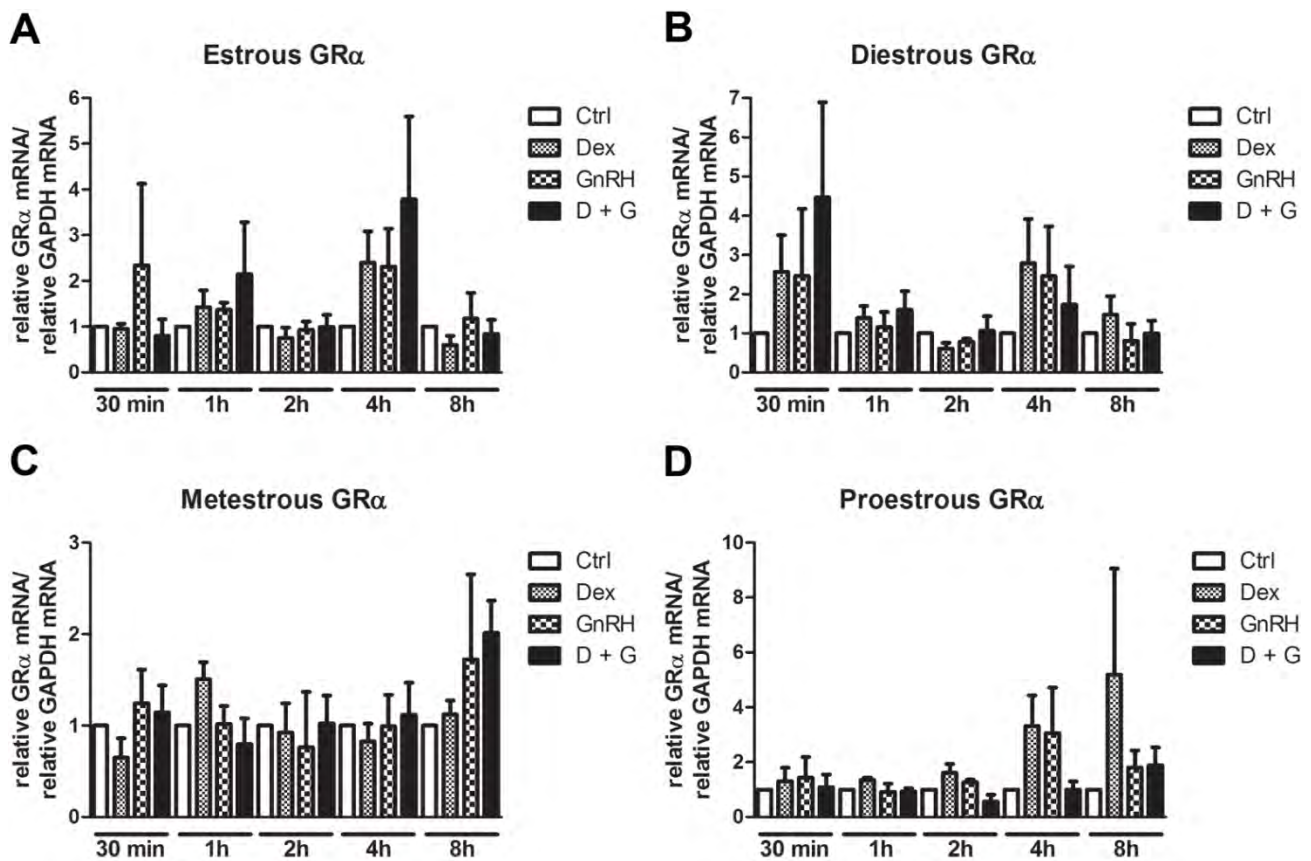 A
Estrous GRα
relative GRα mRNA/
relative GAPDH mRNA
6
5
4
3
2
1
0
30 min 1h 2h 4h 8h
Ctrl
Dex
GnRH
D + G
B
Diestrous GRα
relative GRα mRNA/
relative GAPDH mRNA
7
6
5
4
3
2
1
0
30 min 1h 2h 4h 8h
Ctrl
Dex
GnRH
D + G
C
Metestrous GRα
relative GRα mRNA/
relative GAPDH mRNA
3
2
1
0
30 min 1h 2h 4h 8h
Ctrl
Dex
GnRH
D + G
D
Proestrous GRα
relative GRα mRNA/
relative GAPDH mRNA
10
8
6
4
2
0
30 min 1h 2h 4h 8h
Ctrl
Dex
GnRH
D + G